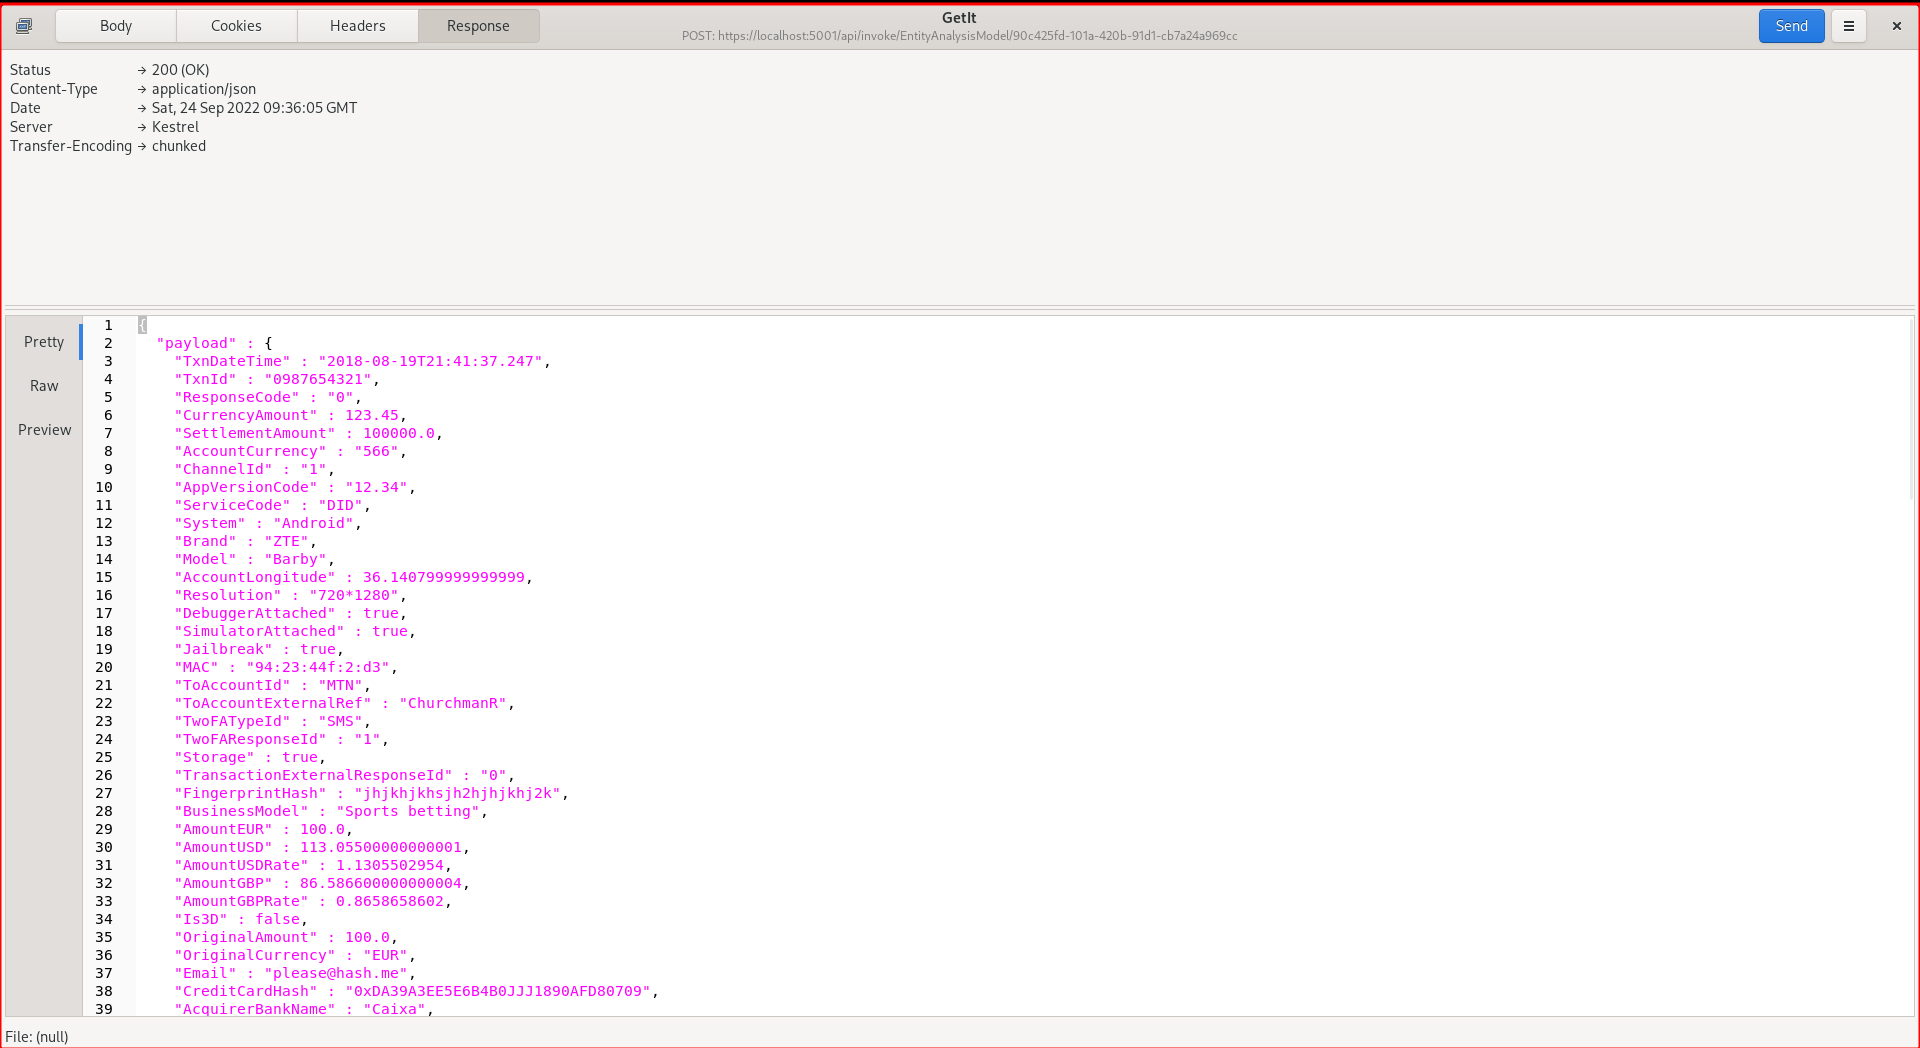 Body
Cookies
Headers
Response
GetIt
POST: https://localhost:5001/api/invoke/EntityAnalysisModel/90c425fd-101a-420b-91d1-cb7a24a969cc
Send
Status → 200 (OK)
Content-Type → application/json
Date → Sat, 24 Sep 2022 09:36:05 GMT
Server → Kestrel
Transfer-Encoding → chunked
Pretty
Raw
Preview
1 {
2 "payload" : {
3 "TxnDateTime" : "2018-08-19T21:41:37.247",
4 "TxnId" : "0987654321",
5 "ResponseCode" : "0",
6 "CurrencyAmount" : 123.45,
7 "SettlementAmount" : 100000.0,
8 "AccountCurrency" : "566",
9 "ChannelId" : "1",
10 "AppVersionCode" : "12.34",
11 "ServiceCode" : "DID",
12 "System" : "Android",
13 "Brand" : "ZTE",
14 "Model" : "Barby",
15 "AccountLongitude" : 36.140799999999999,
16 "Resolution" : "720*1280",
17 "DebuggerAttached" : true,
18 "SimulatorAttached" : true,
19 "Jailbreak" : true,
20 "MAC" : "94:23:44f:2:d3",
21 "ToAccountId" : "MTN",
22 "ToAccountExternalRef" : "ChurchmanR",
23 "TwoFATypeId" : "SMS",
24 "TwoFAResponseId" : "1",
25 "Storage" : true,
26 "TransactionExternalResponseId" : "0",
27 "FingerprintHash" : "jhjkhjkhsjh2hjhjkhj2k",
28 "BusinessModel" : "Sports betting",
29 "AmountEUR" : 100.0,
30 "AmountUSD" : 113.05500000000001,
31 "AmountUSDRate" : 1.1305502954,
32 "AmountGBP" : 86.586600000000004,
33 "AmountGBPRate" : 0.8658658602,
34 "Is3D" : false,
35 "OriginalAmount" : 100.0,
36 "OriginalCurrency" : "EUR",
37 "Email" : "please@hash.me",
38 "CreditCardHash" : "0xDA39A3EE5E6B4B0JJJ1890AFD80709",
39 "AcquirerBankName" : "Caixa",
File: (null)